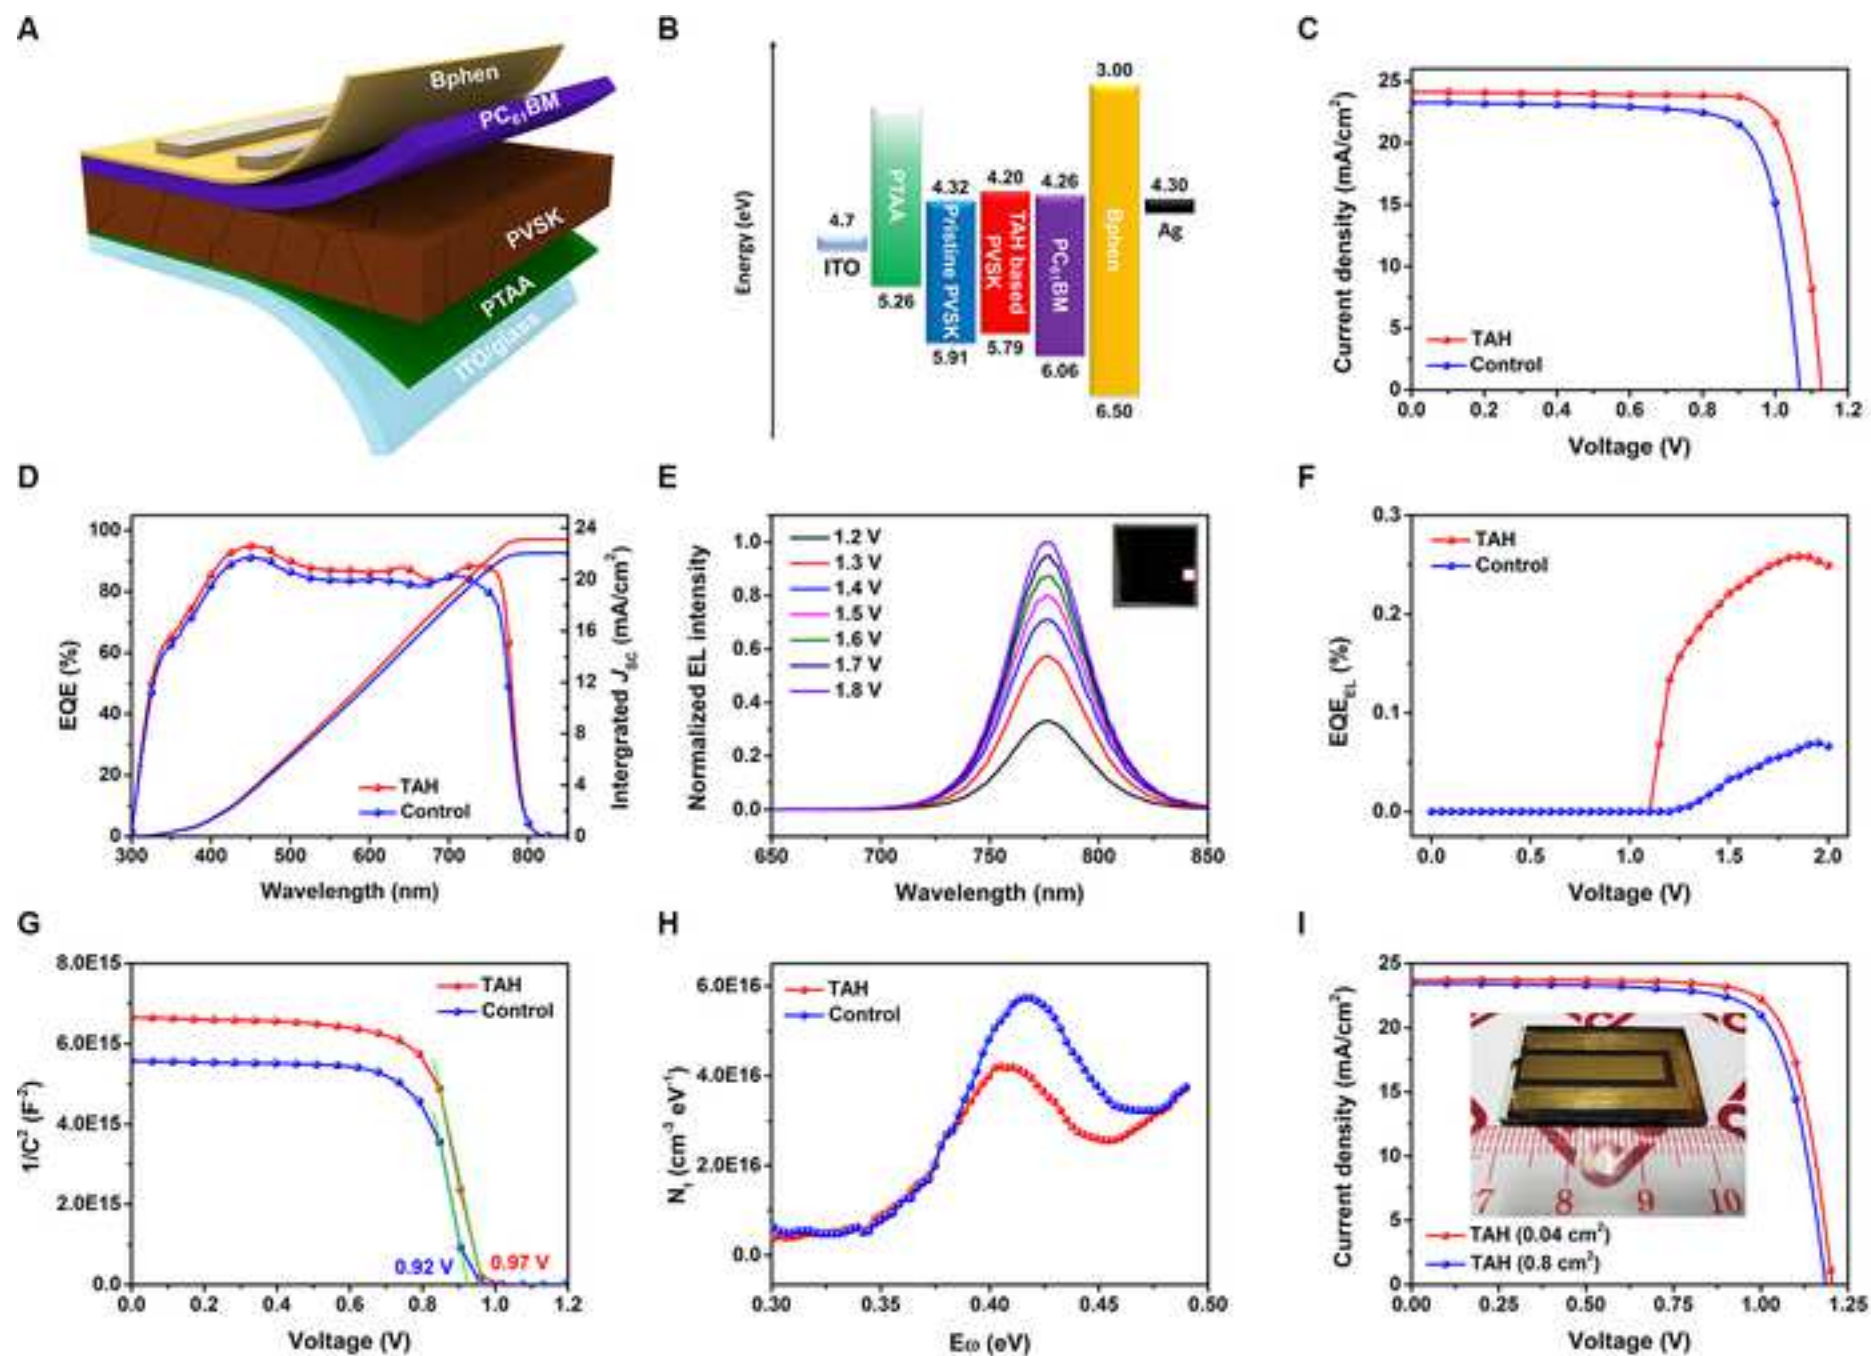 A
Bphen
PC61BM
PVSK
PTAA
ITO/glass
B
Energy (eV)
4.7
ITO
PTAA
5.26
4.32
Pristine PVSK
5.91
4.20
TAH based
PVSK
5.79
4.26
PC61BM
6.06
3.00
Bphen
6.50
4.30
Ag
C
Current density (mA/cm2)
25
20
15
10
5
0
TAH
Control
0.0 0.2 0.4 0.6 0.8 1.0 1.2
Voltage (V)
D
EQE (%)
100
80
60
40
20
0
TAH
Control
24
20
16
12
8
4
0
Intergrated JSC (mA/cm2)
300 400 500 600 700 800
Wavelength (nm)
E
Normalized EL intensity
1.0
0.8
0.6
0.4
0.2
0.0
1.2 V
1.3 V
1.4 V
1.5 V
1.6 V
1.7 V
1.8 V
650 700 750 800 850
Wavelength (nm)
F
EQEEL (%)
0.3
0.2
0.1
0.0
TAH
Control
0.0 0.5 1.0 1.5 2.0
Voltage (V)
G
1/C2 (F-2)
8.0E15
6.0E15
4.0E15
2.0E15
0.0
TAH
Control
0.92 V 0.97 V
0.0 0.2 0.4 0.6 0.8 1.0 1.2
Voltage (V)
H
Nt (cm-3 eV-1)
6.0E16
4.0E16
2.0E16
0.0
TAH
Control
0.30 0.35 0.40 0.45 0.50
Eω (eV)
I
Current density (mA/cm2)
25
20
15
10
5
0
7 8 9 10
TAH (0.04 cm2)
TAH (0.8 cm2)
0.00 0.25 0.50 0.75 1.00 1.25
Voltage (V)